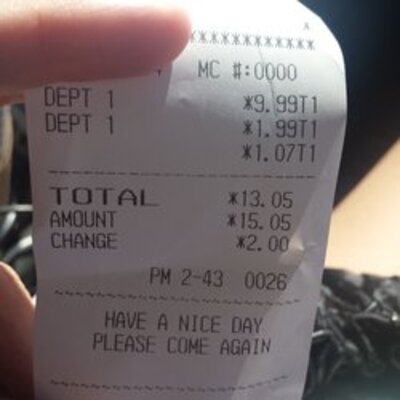 ***********
MC #:0000
DEPT 1 *9.99T1
DEPT 1 *1.99T1
*1.07T1
TOTAL *13.05
AMOUNT *15.05
CHANGE *2.00
PM 2-43 0026
HAVE A NICE DAY
PLEASE COME AGAIN